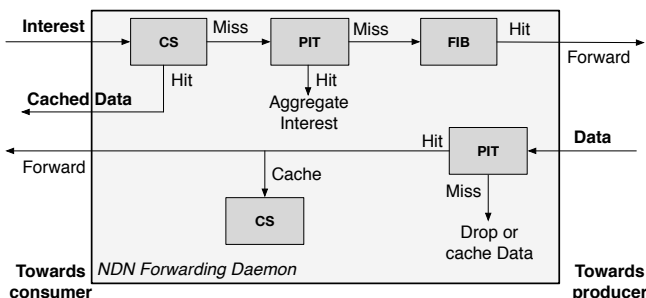 Interest
CS
Miss
PIT
Miss
FIB
Hit
Forward
Hit
Cached Data
Hit
Aggregate
Interest
Forward
Hit
PIT
Data
Cache
CS
Miss
Drop or
cache Data
Towards
consumer
NDN Forwarding Daemon
Towards
producer